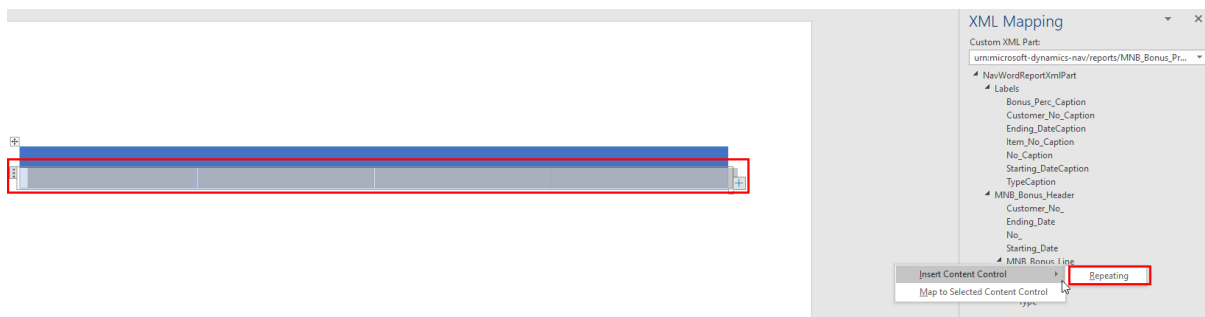 XML Mapping
Custom XML Part:
urn:microsoft-dynamics-nav/reports/MNB_Bonus_Pr...
NavWordReportXmlPart
Labels
Bonus_Perc_Caption
Customer_No_Caption
Ending_DateCaption
Item_No_Caption
No_Caption
Starting_DateCaption
TypeCaption
MNB_Bonus_Header
Customer_No_
Ending_Date
No_
Starting_Date
MNB_Bonus_Line
Insert Content Control
Repeating
Map to Selected Content Control
Type